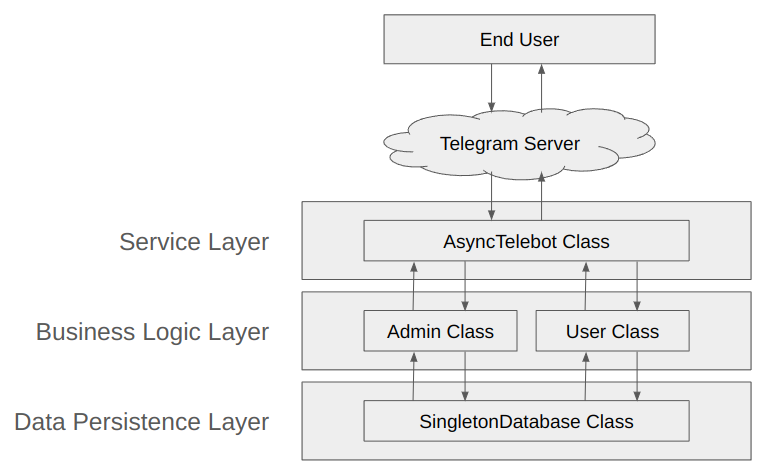 End User
Telegram Server
Service Layer
AsyncTelebot Class
Business Logic Layer
Admin Class
User Class
Data Persistence Layer
SingletonDatabase Class